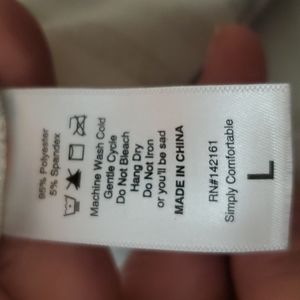 95% Polyester
5% Spandex
Machine Wash Cold
Gentle Cycle
Do Not Bleach
Hang Dry
Do Not Iron
or you'll be sad
MADE IN CHINA
RN#142161
Simply Comfortable
L